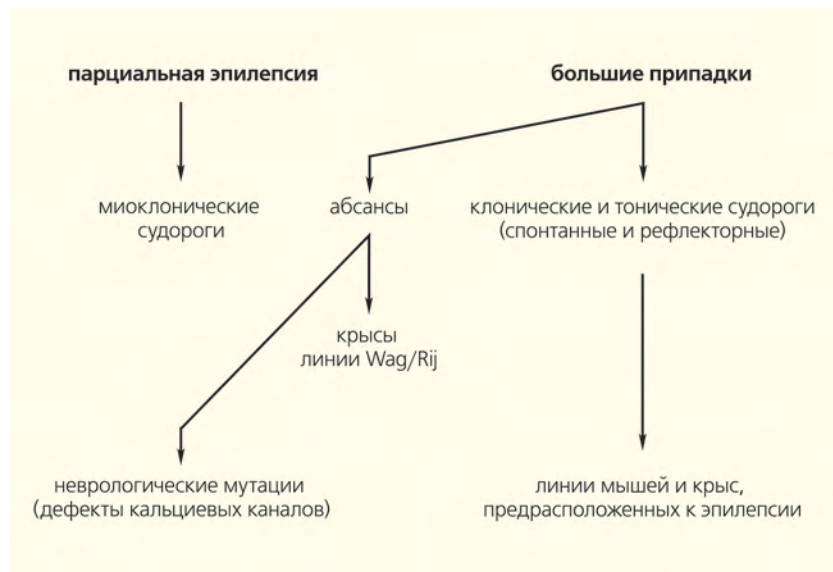 парциальная эпилепсия
большие припадки
миоклонические
судороги
абсансы
клонические и тонические судороги
(спонтанные и рефлекторные)
крысы
линии Wag/Rij
неврологические мутации
(дефекты кальциевых каналов)
линии мышей и крыс,
предрасположенных к эпилепсии